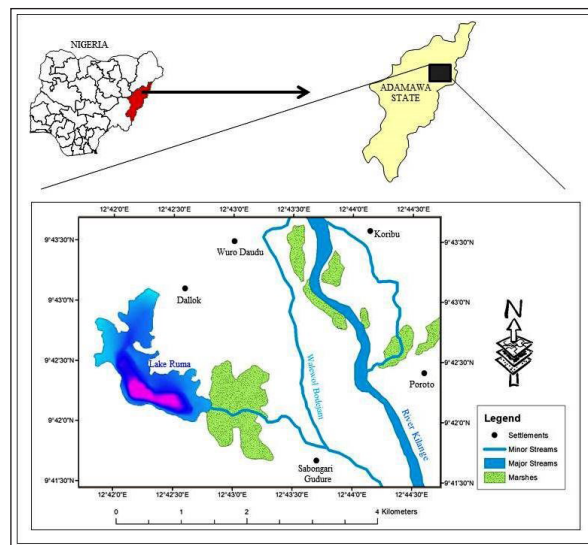 NIGERIA
ADAMAWA
STATE
12°42'0"E 12°42'30"E 12°43'0"E 12°43'30"E 12°44'0"E 12°44'30"E
9°43'30"N 9°43'30"N
Koribu
Wuro Daudu
N
9°43'0"N 9°43'0"N
Dallok
9°42'30"N 9°42'30"N
Lake Ruma
Poroto
9°42'0"N 9°42'0"N
River Kilange
Sabongari
Gudure
9°41'30"N 9°41'30"N
Legend
Settlements
Minor Streams
Major Streams
Marshes
12°42'0"E 12°42'30"E 12°43'0"E 12°43'30"E 12°44'0"E 12°44'30"E
0 1 2 4 Kilometers